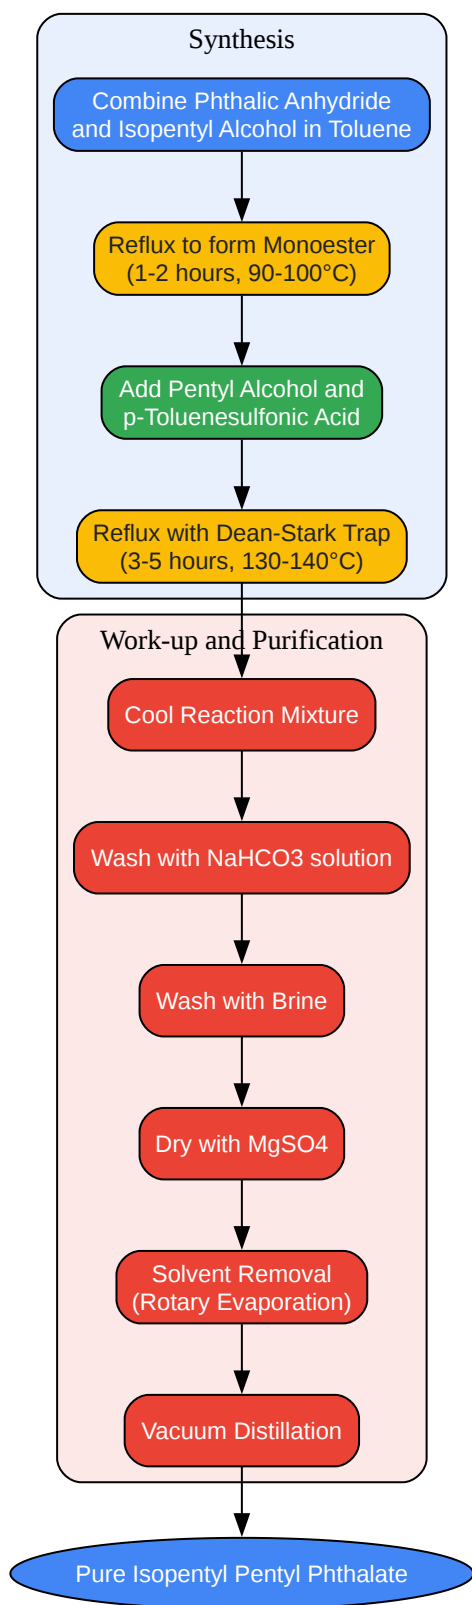 Synthesis
Combine Phthalic Anhydride
and Isopentyl Alcohol in Toluene
Reflux to form Monoester
(1-2 hours, 90-100°C)
Add Pentyl Alcohol and
p-Toluenesulfonic Acid
Reflux with Dean-Stark Trap
(3-5 hours, 130-140°C)
Work-up and Purification
Cool Reaction Mixture
Wash with NaHCO3 solution
Wash with Brine
Dry with MgSO4
Solvent Removal
(Rotary Evaporation)
Vacuum Distillation
Pure Isopentyl Pentyl Phthalate